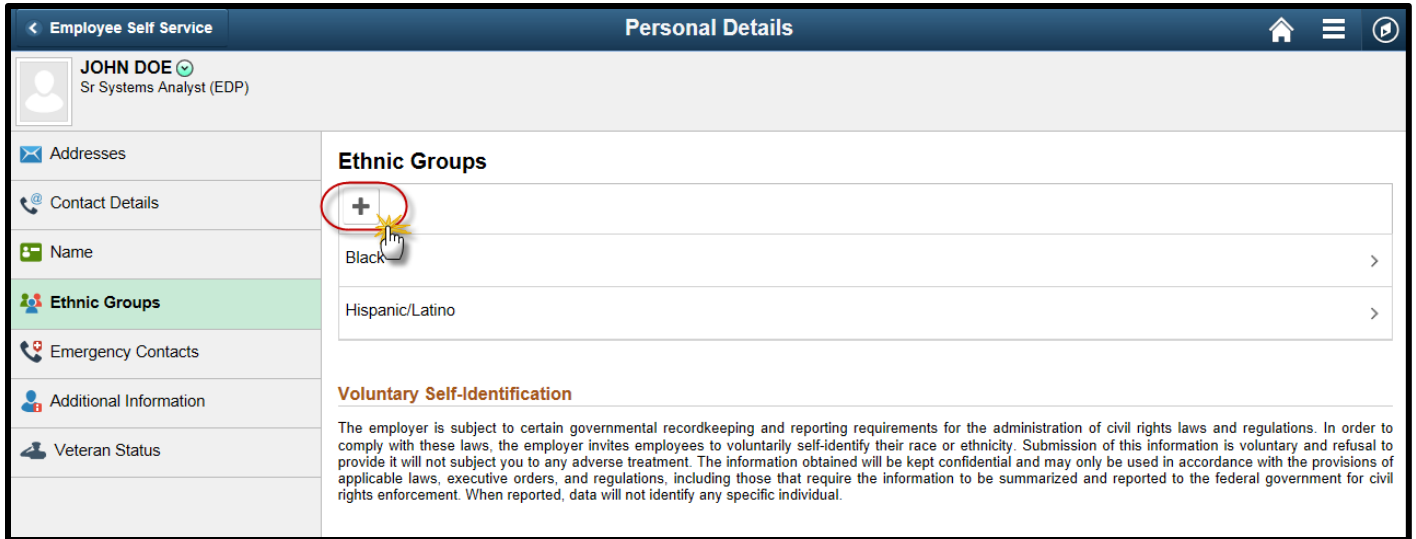 Employee Self Service
Personal Details
JOHN DOE
Sr Systems Analyst (EDP)
Addresses
Contact Details
Name
Ethnic Groups
Emergency Contacts
Additional Information
Veteran Status
Ethnic Groups
+
Black
Hispanic/Latino
Voluntary Self-Identification
The employer is subject to certain governmental recordkeeping and reporting requirements for the administration of civil rights laws and regulations. In order to
comply with these laws, the employer invites employees to voluntarily self-identify their race or ethnicity. Submission of this information is voluntary and refusal to
provide it will not subject you to any adverse treatment. The information obtained will be kept confidential and may only be used in accordance with the provisions of
applicable laws, executive orders, and regulations, including those that require the information to be summarized and reported to the federal government for civil
rights enforcement. When reported, data will not identify any specific individual.